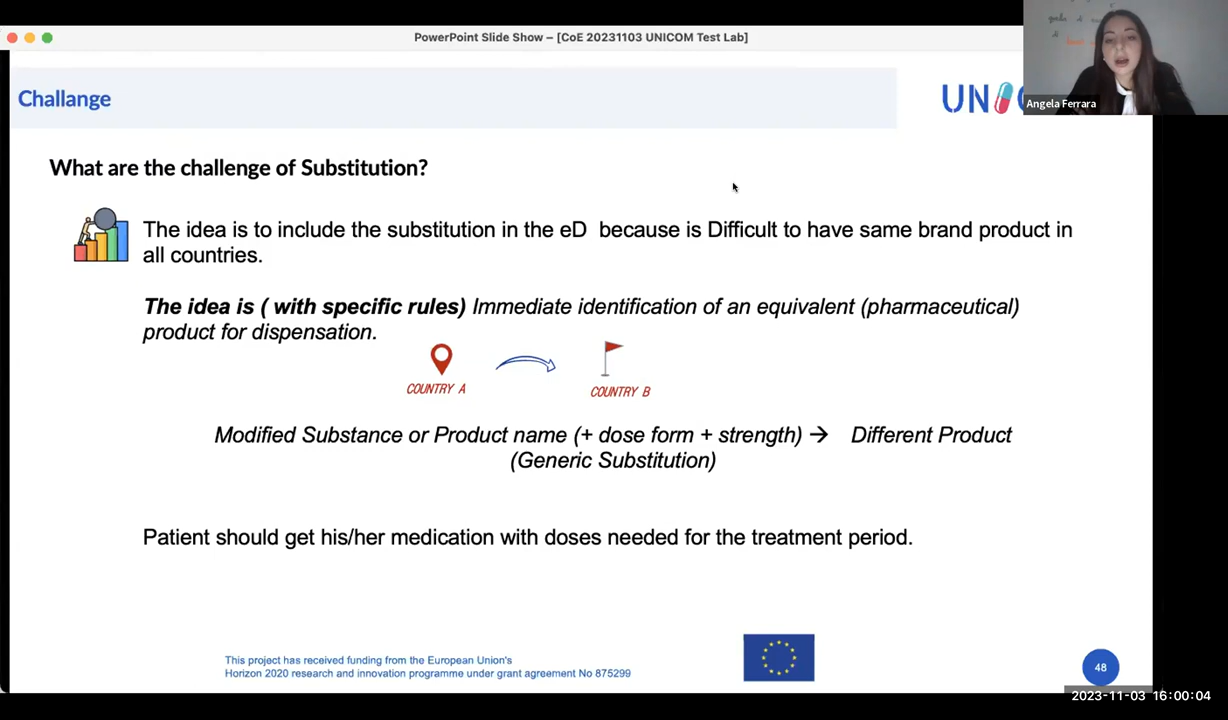 PowerPoint Slide Show – [CoE 20231103 UNICOM Test Lab]
Challange
UNIC
Angela Ferrara
What are the challenge of Substitution?
The idea is to include the substitution in the eD because is Difficult to have same brand product in
all countries.
The idea is ( with specific rules) Immediate identification of an equivalent (pharmaceutical)
product for dispensation.
COUNTRY A
COUNTRY B
Modified Substance or Product name (+ dose form + strength) → Different Product
(Generic Substitution)
Patient should get his/her medication with doses needed for the treatment period.
This project has received funding from the European Union's
Horizon 2020 research and innovation programme under grant agreement No 875299
48
2023-11-03 16:00:04